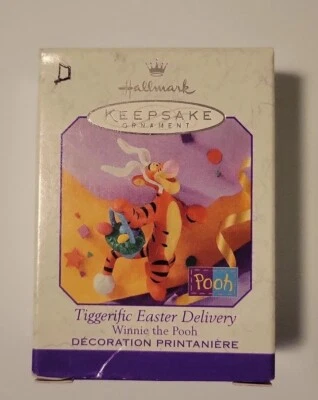 Hallmark
KEEPSAKE
ORNAMENT
Pooh
Tiggerific Easter Delivery
Winnie the Pooh
DÉCORATION PRINTANIÈRE